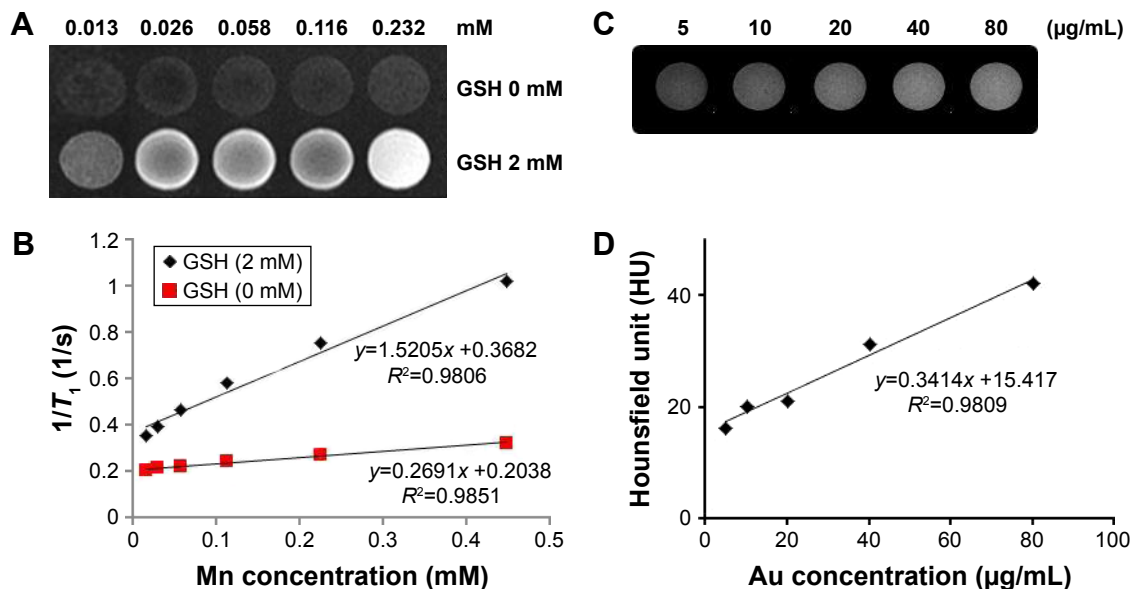 A
0.013 0.026 0.058 0.116 0.232 mM
GSH 0 mM
GSH 2 mM
B
1.2
1
0.8
0.6
0.4
0.2
0
1/T1 (1/s)
GSH (2 mM)
GSH (0 mM)
y=1.5205x +0.3682
R²=0.9806
y=0.2691x +0.2038
R²=0.9851
0 0.1 0.2 0.3 0.4 0.5
Mn concentration (mM)
C
5 10 20 40 80 (µg/mL)
D
Hounsfield unit (HU)
40
20
0
y=0.3414x +15.417
R²=0.9809
0 20 40 60 80 100
Au concentration (µg/mL)